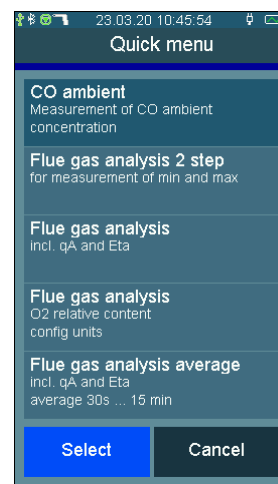 23.03.20 10:45:54
Quick menu
CO ambient
Measurement of CO ambient
concentration
Flue gas analysis 2 step
for measurement of min and max
Flue gas analysis
incl. qA and Eta
Flue gas analysis
O2 relative content
config units
Flue gas analysis average
incl. qA and Eta
average 30s ... 15 min
Select
Cancel